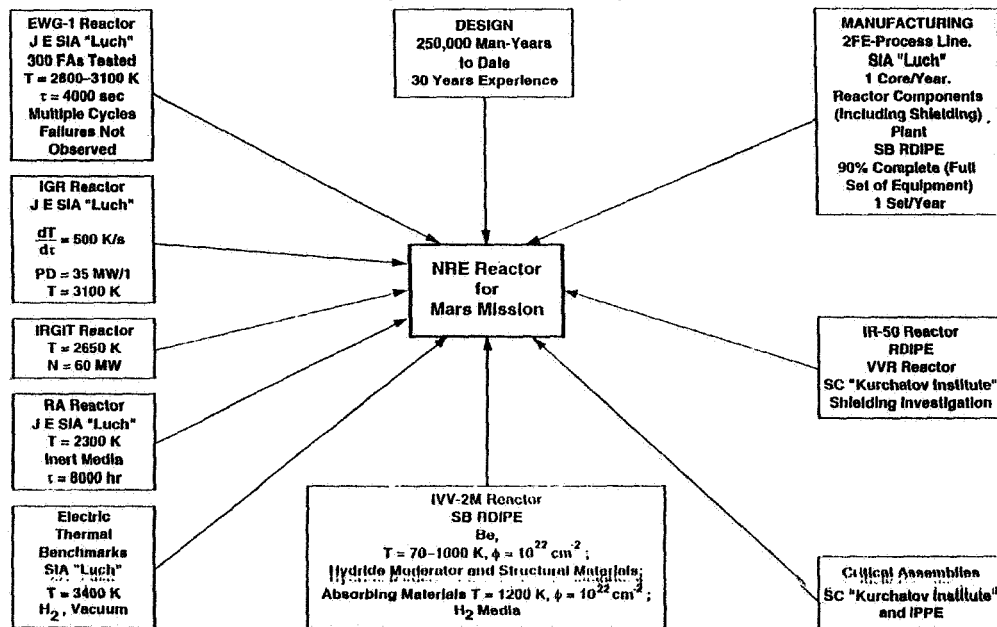 EWG-1 Reactor
J E SIA "Luch"
300 FAs Tested
T = 2800–3100 K
τ = 4000 sec
Multiple Cycles
Failures Not
Observed
DESIGN
250,000 Man-Years
to Date
30 Years Experience
MANUFACTURING
2FE-Process Line.
SIA "Luch"
1 Core/Year.
Reactor Components
(Including Shielding)
Plant
SB RDIPE
90% Complete (Full
Set of Equipment)
1 Set/Year
IGR Reactor
J E SIA "Luch"
dT/dτ = 500 K/s
PD = 35 MW/1
T = 3100 K
NRE Reactor
for
Mars Mission
IRGIT Reactor
T = 2650 K
N = 60 MW
IR-50 Reactor
RDIPE
VVR Reactor
SC "Kurchatov Institute"
Shielding Investigation
RA Reactor
J E SIA "Luch"
T = 2300 K
Inert Media
τ = 8000 hr
Electric
Thermal
Benchmarks
SIA "Luch"
T = 3400 K
H₂, Vacuum
IVV-2M Reactor
SB RDIPE
Be,
T = 70–1000 K, ϕ = 10²² cm⁻² ;
Hydride Moderator and Structural Materials;
Absorbing Materials T = 1200 K, ϕ = 10²² cm⁻² ;
H₂ Media
Critical Assemblies
SC "Kurchatov Institute"
and IPPE